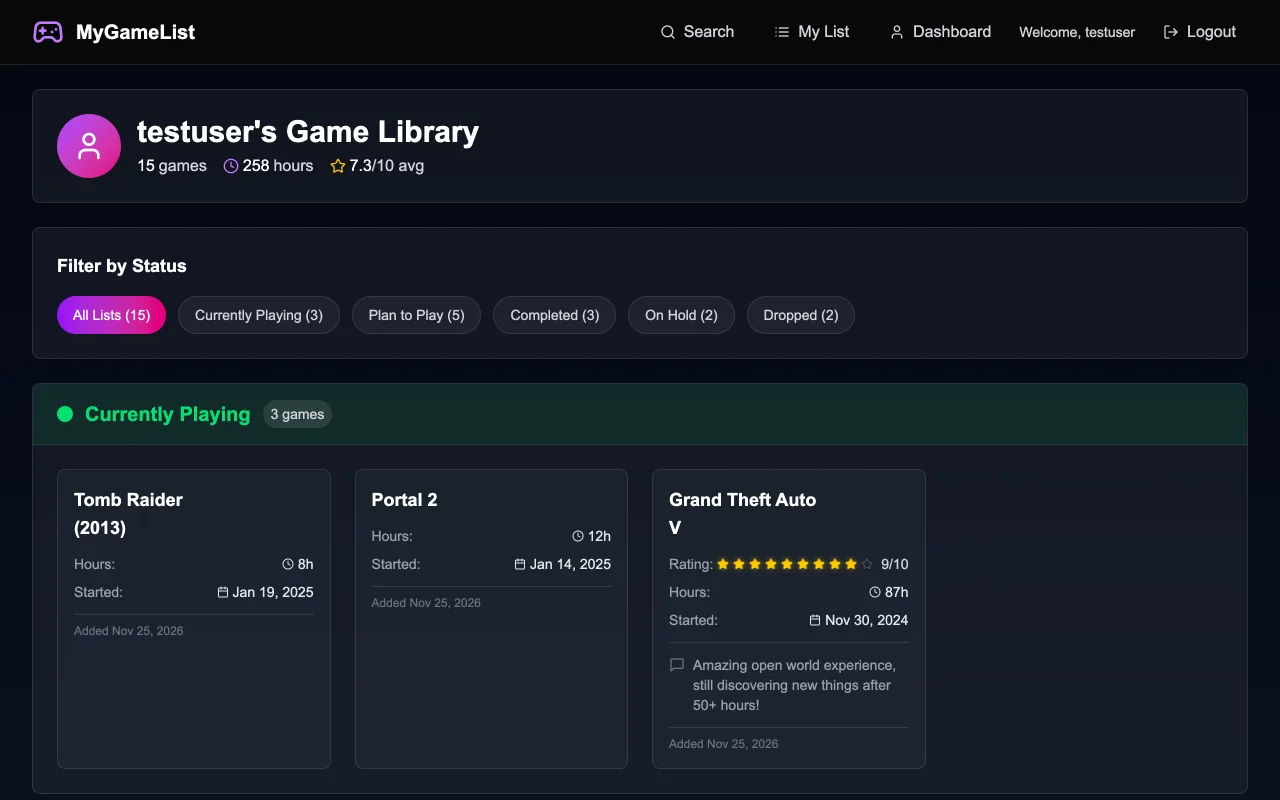 MyGameList
Search
My List
Dashboard
Welcome, testuser
Logout
testuser's Game Library
15 games
258 hours
7.3/10 avg
Filter by Status
All Lists (15)
Currently Playing (3)
Plan to Play (5)
Completed (3)
On Hold (2)
Dropped (2)
Currently Playing
3 games
Tomb Raider
(2013)
Hours:
8h
Started:
Jan 19, 2025
Added Nov 25, 2026
Portal 2
Hours:
12h
Started:
Jan 14, 2025
Added Nov 25, 2026
Grand Theft Auto
V
Rating:
9/10
Hours:
87h
Started:
Nov 30, 2024
Amazing open world experience,
still discovering new things after
50+ hours!
Added Nov 25, 2026